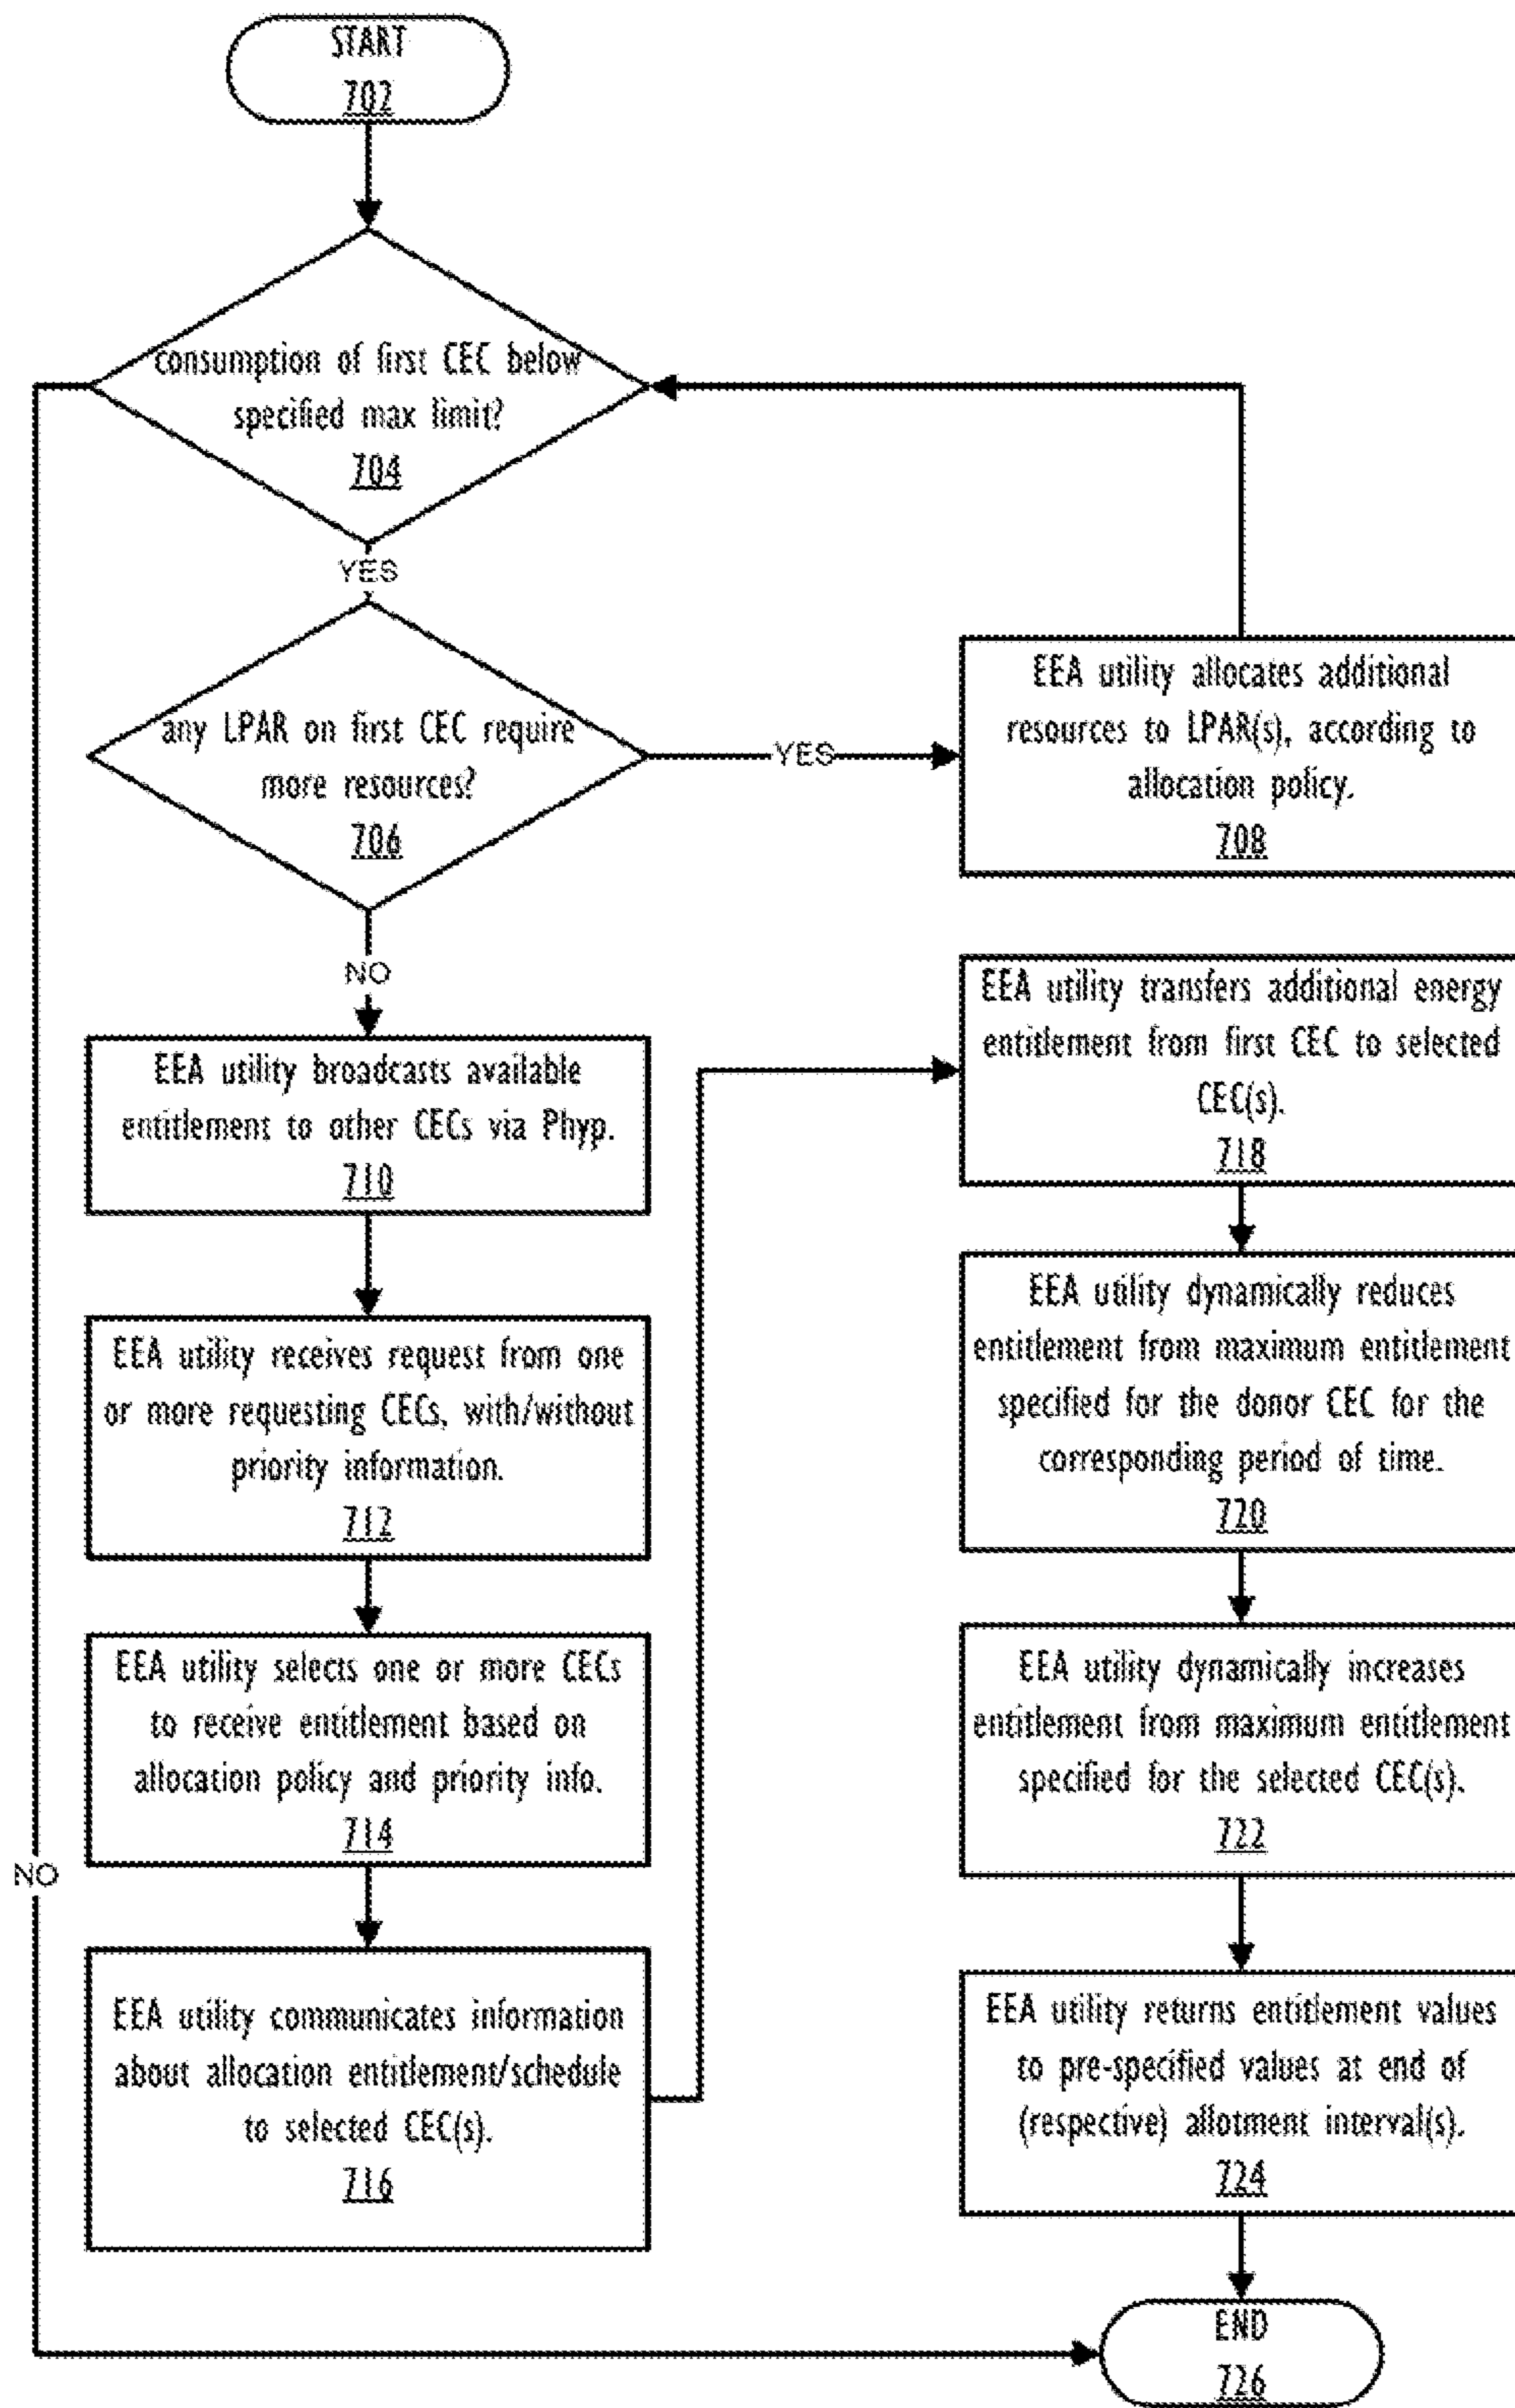 START
702
consumption of first CEC below
specified max limit?
704
YES
any LPAR on first CEC require
more resources?
706
YES
EEA utility allocates additional
resources to LPAR(s), according to
allocation policy.
708
NO
EEA utility broadcasts available
entitlement to other CECs via Phyp.
710
EEA utility receives request from one
or more requesting CECs, with/without
priority information.
712
EEA utility selects one or more CECs
to receive entitlement based on
allocation policy and priority info.
714
EEA utility communicates information
about allocation entitlement/schedule
to selected CEC(s).
716
EEA utility transfers additional energy
entitlement from first CEC to selected
CEC(s).
718
EEA utility dynamically reduces
entitlement from maximum entitlement
specified for the donor CEC for the
corresponding period of time.
720
EEA utility dynamically increases
entitlement from maximum entitlement
specified for the selected CEC(s).
722
EEA utility returns entitlement values
to pre-specified values at end of
(respective) allotment interval(s).
724
NO
END
726